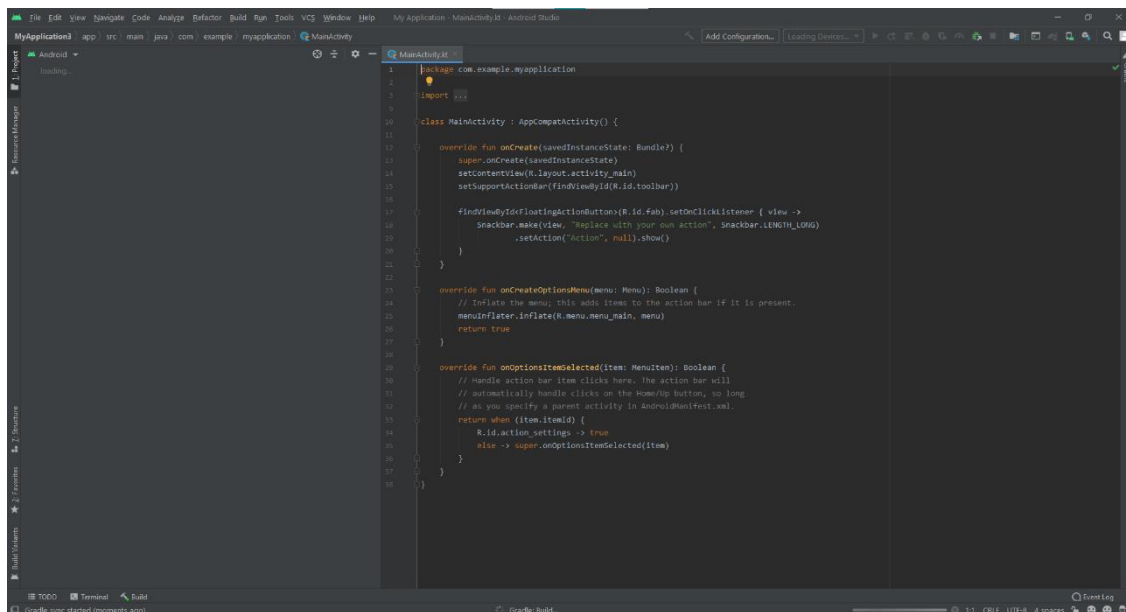 File Edit View Navigate Code Analyze Refactor Build Run Tools VCS Window Help My Application - MainActivity.kt - Android Studio
MyApplication3 app src main java com example myapplication MainActivity Add Configuration... Loading Devices...
1: Project
Android
MainActivity.kt
loading...
Resource Manager
1 package com.example.myapplication
2
3 import ...
9
10 class MainActivity : AppCompatActivity() {
11
12 override fun onCreate(savedInstanceState: Bundle?) {
13 super.onCreate(savedInstanceState)
14 setContentView(R.layout.activity_main)
15 setSupportActionBar(findViewById(R.id.toolbar))
16
17 findViewById<FloatingActionButton>(R.id.fab).setOnClickListener { view ->
18 Snackbar.make(view, "Replace with your own action", Snackbar.LENGTH_LONG)
19 .setAction("Action", null).show()
20 }
21 }
22
23 override fun onCreateOptionsMenu(menu: Menu): Boolean {
24 // Inflate the menu; this adds items to the action bar if it is present.
25 menuInflater.inflate(R.menu.menu_main, menu)
26 return true
27 }
28
29 override fun onOptionsItemSelected(item: MenuItem): Boolean {
30 // Handle action bar item clicks here. The action bar will
31 // automatically handle clicks on the Home/Up button, so long
32 // as you specify a parent activity in AndroidManifest.xml.
33 return when (item.itemId) {
34 R.id.action_settings -> true
35 else -> super.onOptionsItemSelected(item)
36 }
37 }
38 }
7: Structure
2: Favorites
Build Variants
TODO Terminal Build Event Log
Gradle sync started (moments ago) Gradle: Build... 1:1 CRLF UTF-8 4 spaces